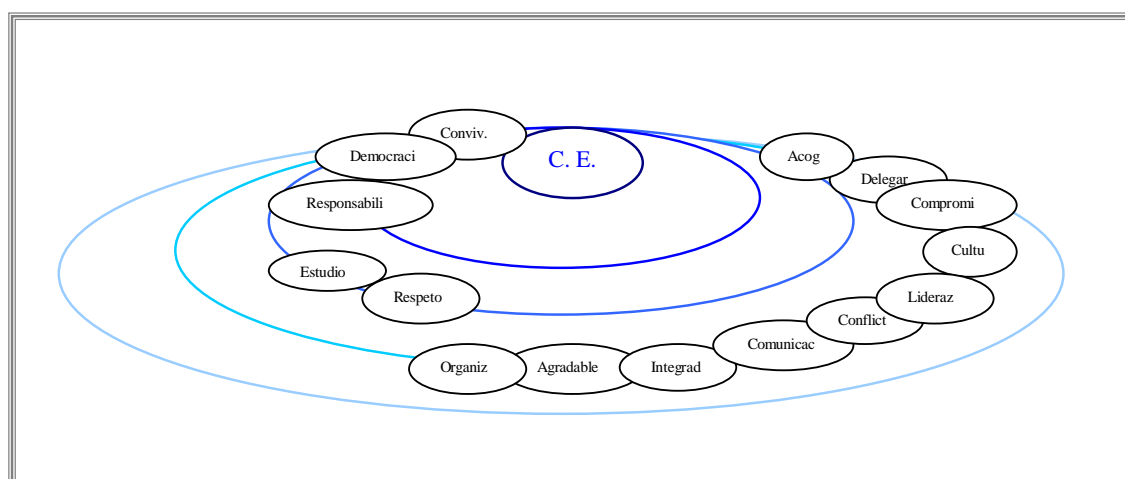 Conviv.
C. E.
Democraci
Acog
Delegar
Responsabili
Compromi
Cultu
Estudio
Respeto
Lideraz
Conflict
Comunicac
Organiz
Agradable
Integrad